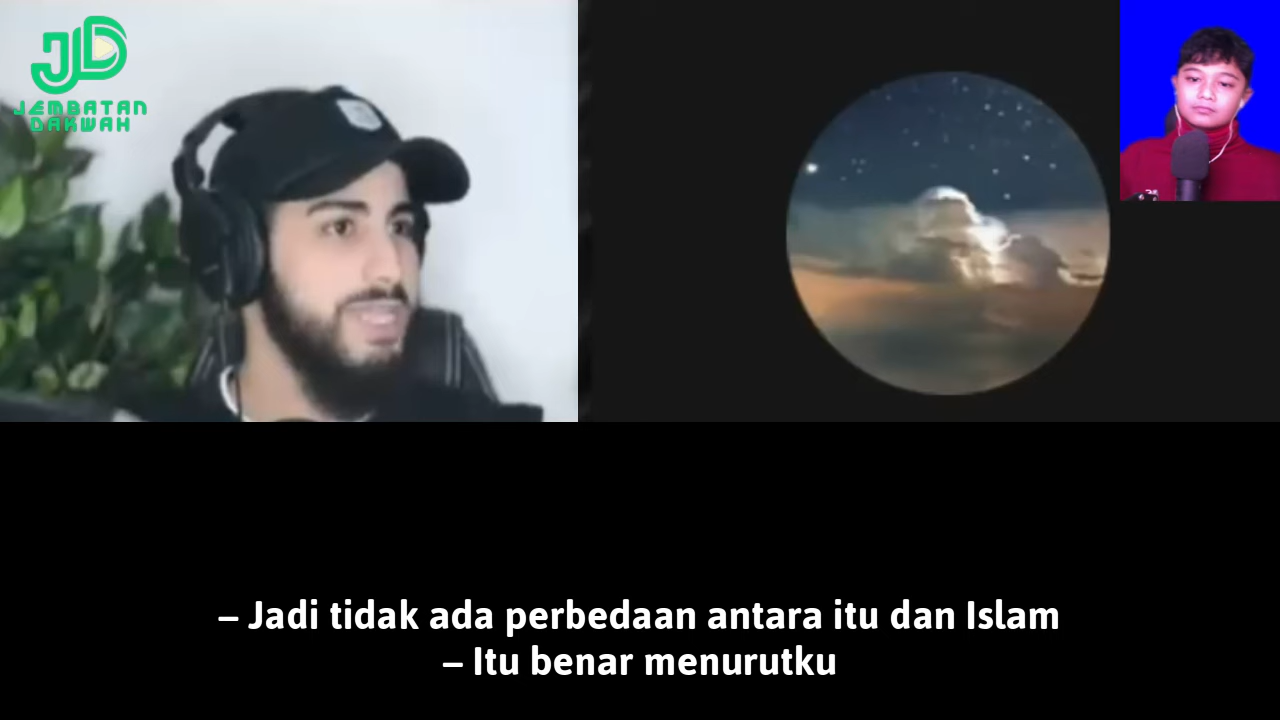 JEMBATAN
DAKWAH
– Jadi tidak ada perbedaan antara itu dan Islam
– Itu benar menurutku